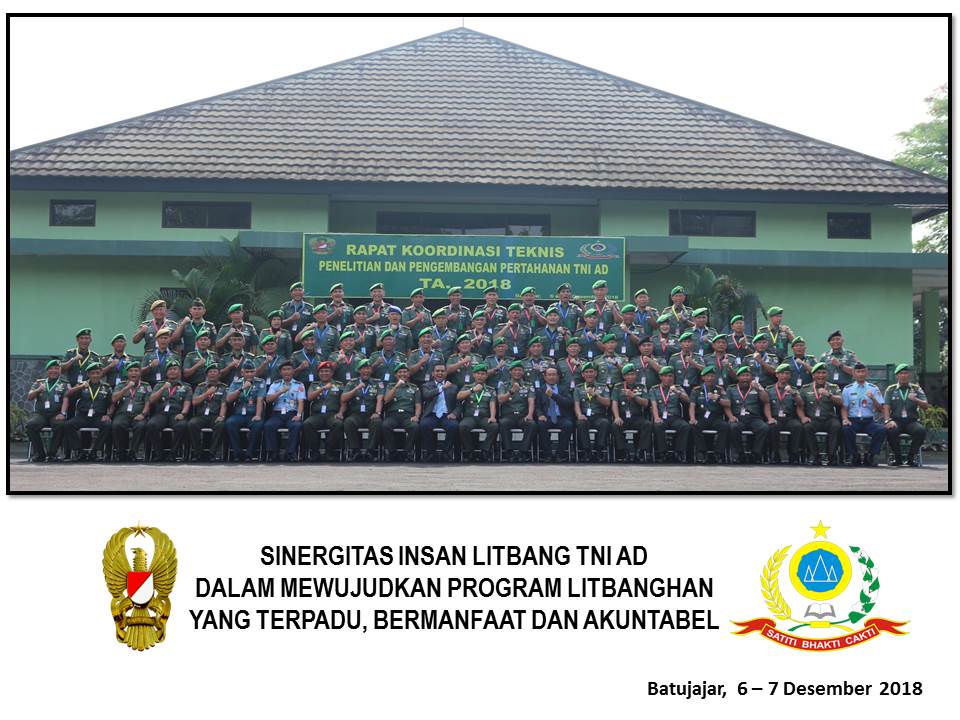 RAPAT KOORDINASI TEKNIS
PENELITIAN DAN PENGEMBANGAN PERTAHANAN TNI AD
TA. 2018
2018
SINERGITAS INSAN LITBANG TNI AD
DALAM MEWUJUDKAN PROGRAM LITBANGHAN
YANG TERPADU, BERMANFAAT DAN AKUNTABEL
SATITI BHAKTI CAKTI
Batujajar, 6 – 7 Desember 2018